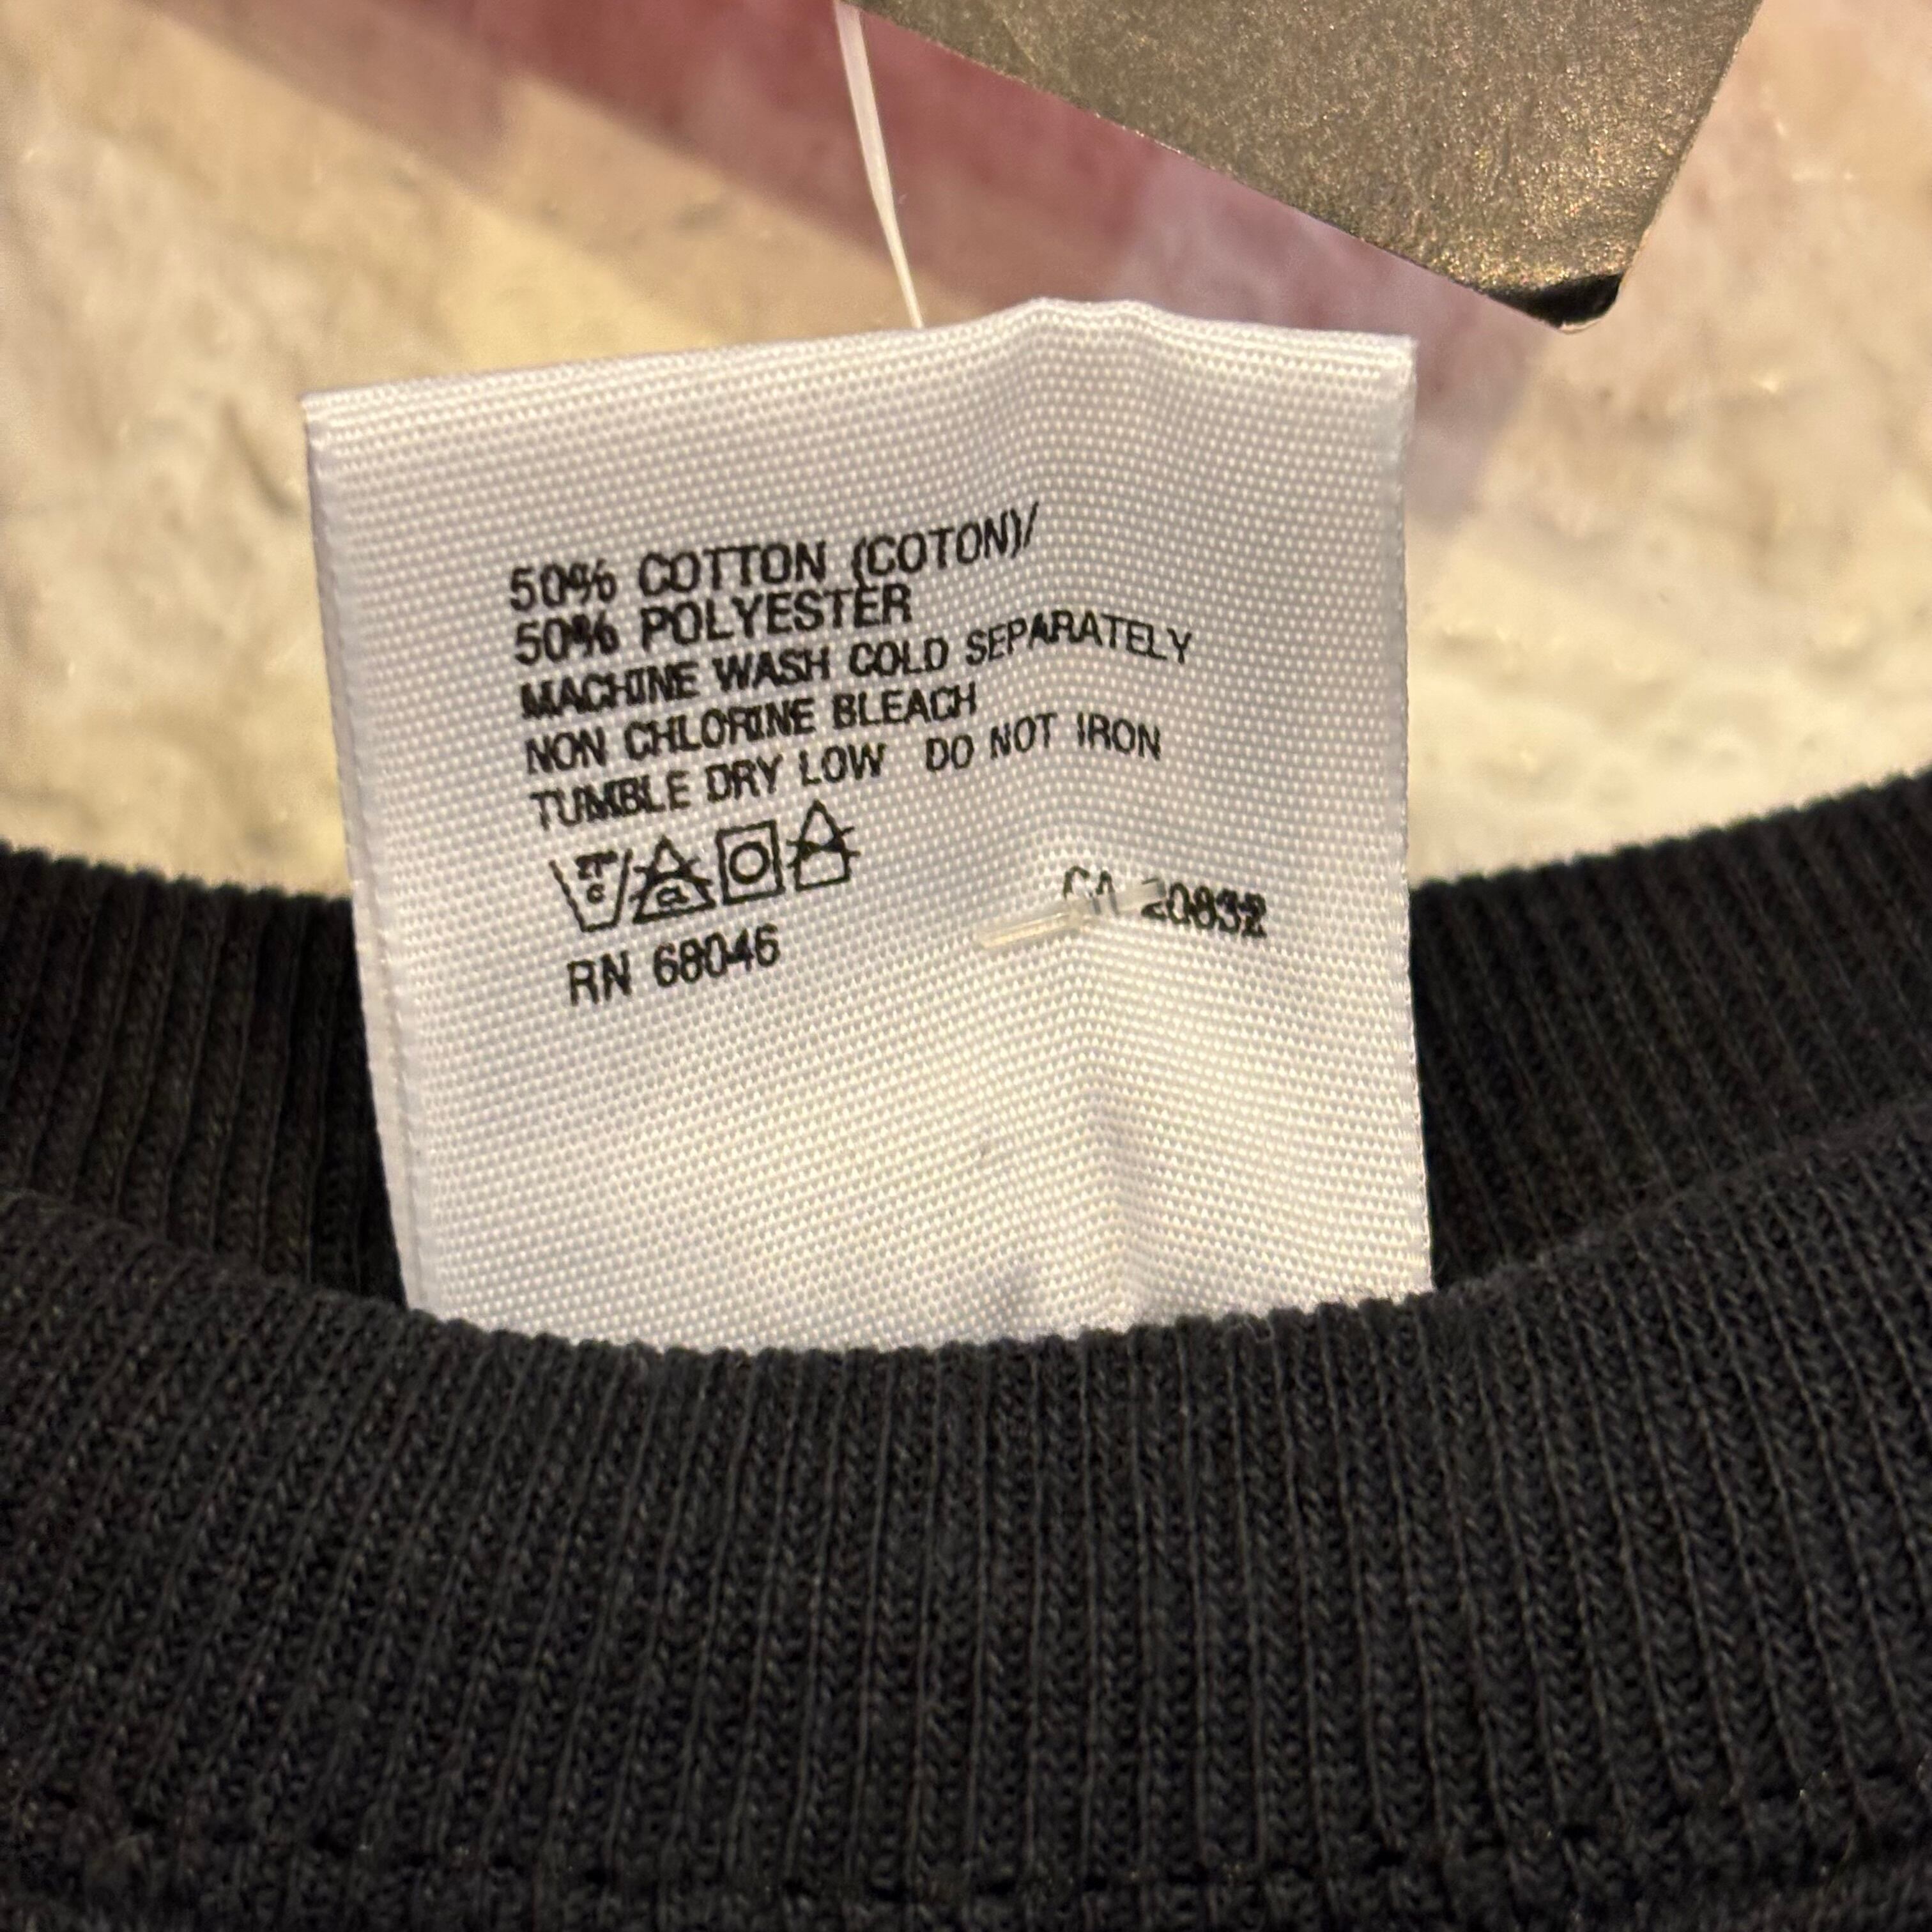 50% COTTON (COTON)/
50% POLYESTER
MACHINE WASH COLD SEPARATELY
NON CHLORINE BLEACH
TUMBLE DRY LOW DO NOT IRON
RN 68046
CA 20832